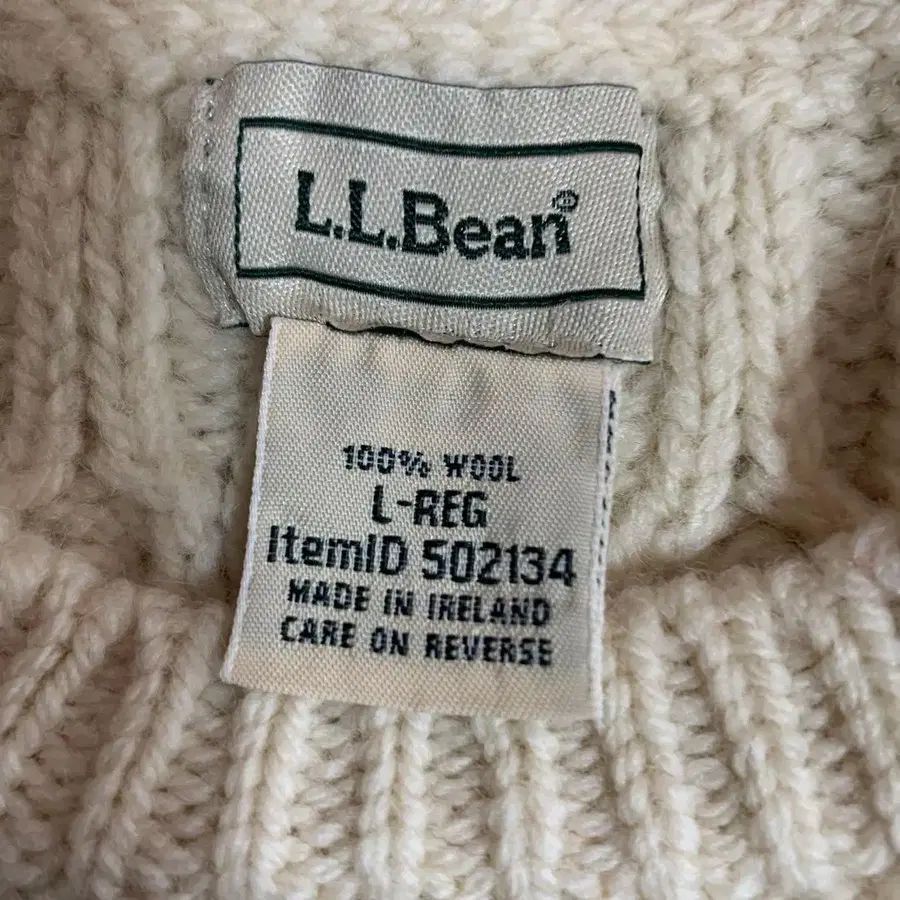 L.L.Bean®
100% WOOL
L-REG
ItemID 502134
MADE IN IRELAND
CARE ON REVERSE